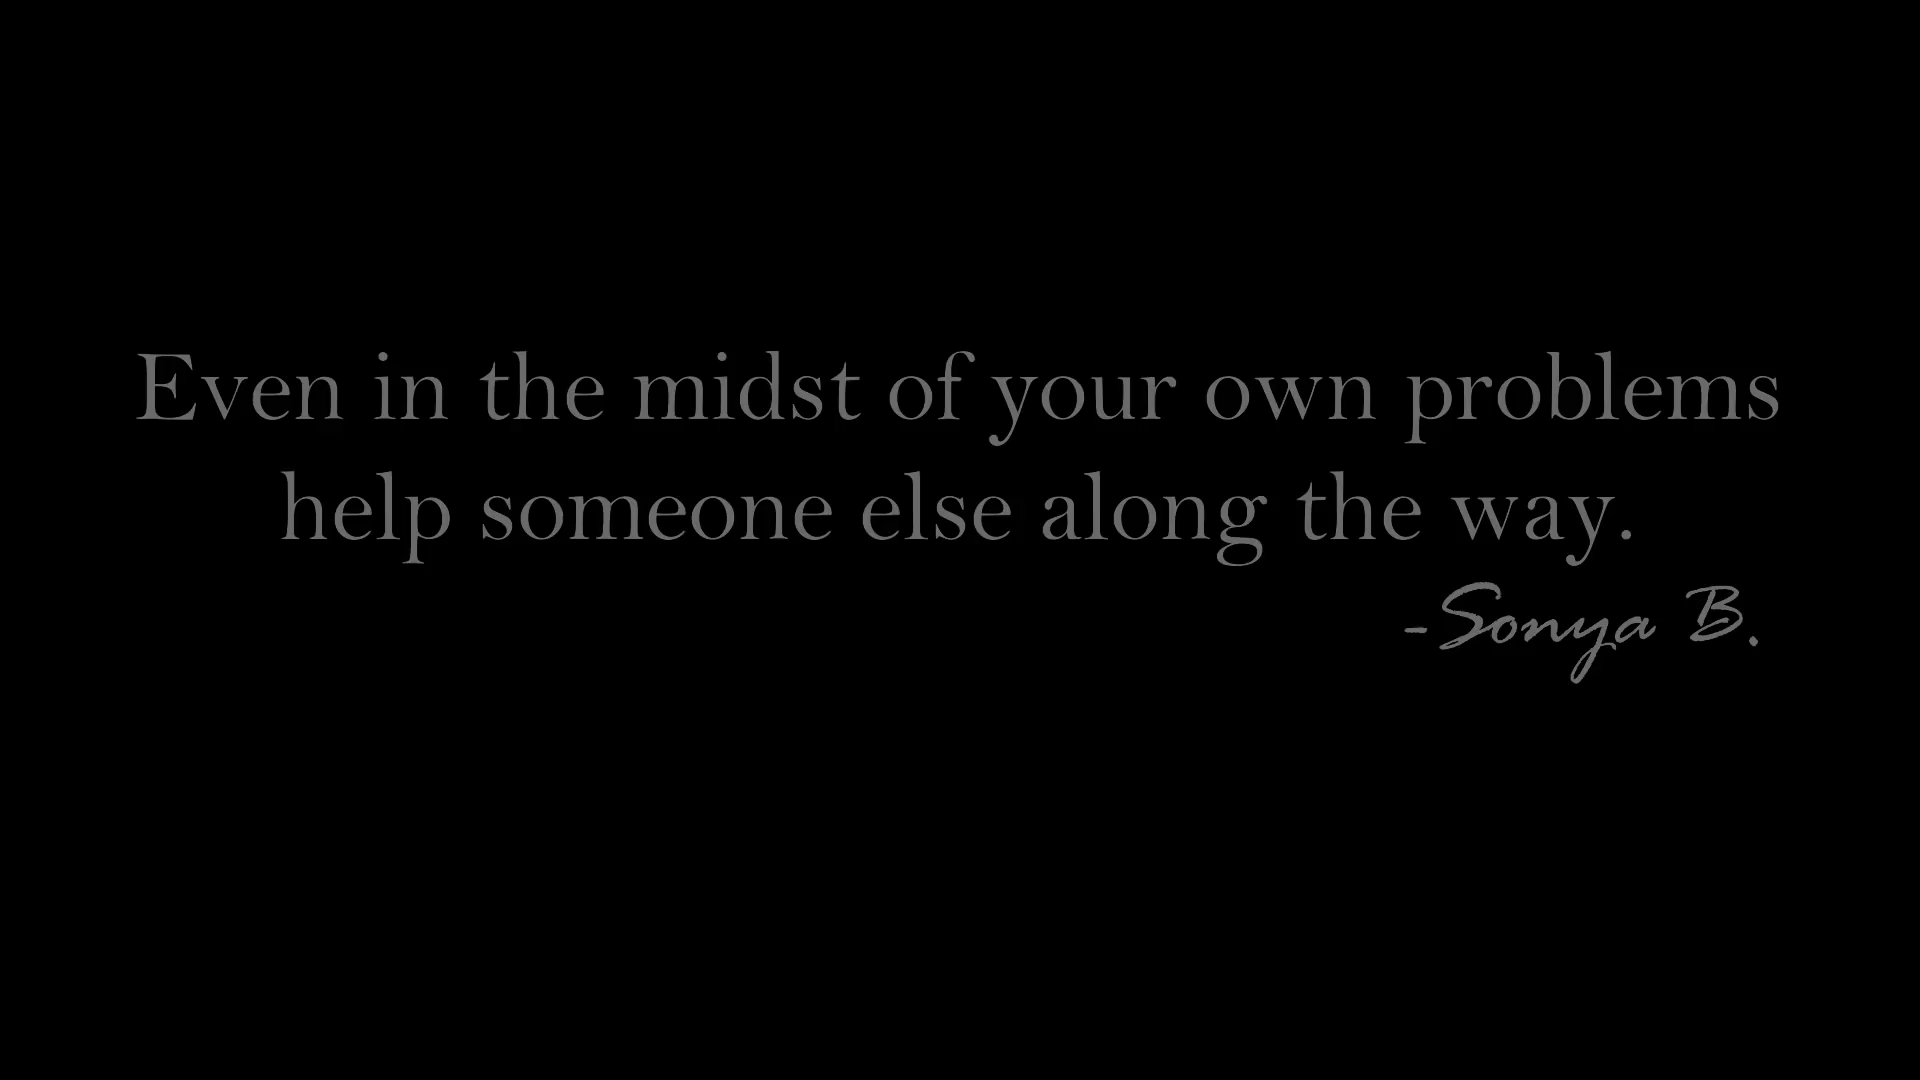 Even in the midst of your own problems
help someone else along the way.
-Sonya B.